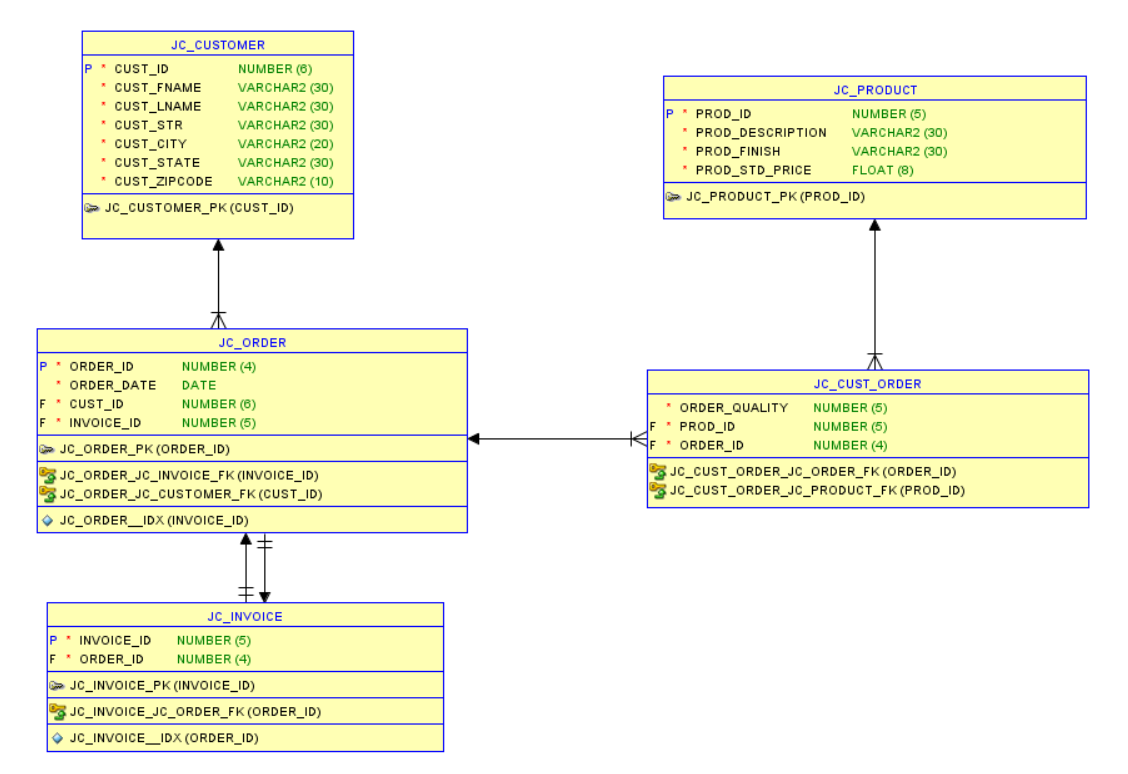 JC_CUSTOMER
P * CUST_ID NUMBER (6)
* CUST_FNAME VARCHAR2 (30)
* CUST_LNAME VARCHAR2 (30)
* CUST_STR VARCHAR2 (30)
* CUST_CITY VARCHAR2 (20)
* CUST_STATE VARCHAR2 (30)
* CUST_ZIPCODE VARCHAR2 (10)
JC_CUSTOMER_PK (CUST_ID)
JC_PRODUCT
P * PROD_ID NUMBER (5)
* PROD_DESCRIPTION VARCHAR2 (30)
* PROD_FINISH VARCHAR2 (30)
* PROD_STD_PRICE FLOAT (8)
JC_PRODUCT_PK (PROD_ID)
JC_ORDER
P * ORDER_ID NUMBER (4)
* ORDER_DATE DATE
F * CUST_ID NUMBER (6)
F * INVOICE_ID NUMBER (5)
JC_ORDER_PK (ORDER_ID)
JC_ORDER_JC_INVOICE_FK (INVOICE_ID)
JC_ORDER_JC_CUSTOMER_FK (CUST_ID)
JC_ORDER__IDX (INVOICE_ID)
JC_CUST_ORDER
* ORDER_QUALITY NUMBER (5)
F * PROD_ID NUMBER (5)
F * ORDER_ID NUMBER (4)
JC_CUST_ORDER_JC_ORDER_FK (ORDER_ID)
JC_CUST_ORDER_JC_PRODUCT_FK (PROD_ID)
JC_INVOICE
P * INVOICE_ID NUMBER (5)
F * ORDER_ID NUMBER (4)
JC_INVOICE_PK (INVOICE_ID)
JC_INVOICE_JC_ORDER_FK (ORDER_ID)
JC_INVOICE__IDX (ORDER_ID)